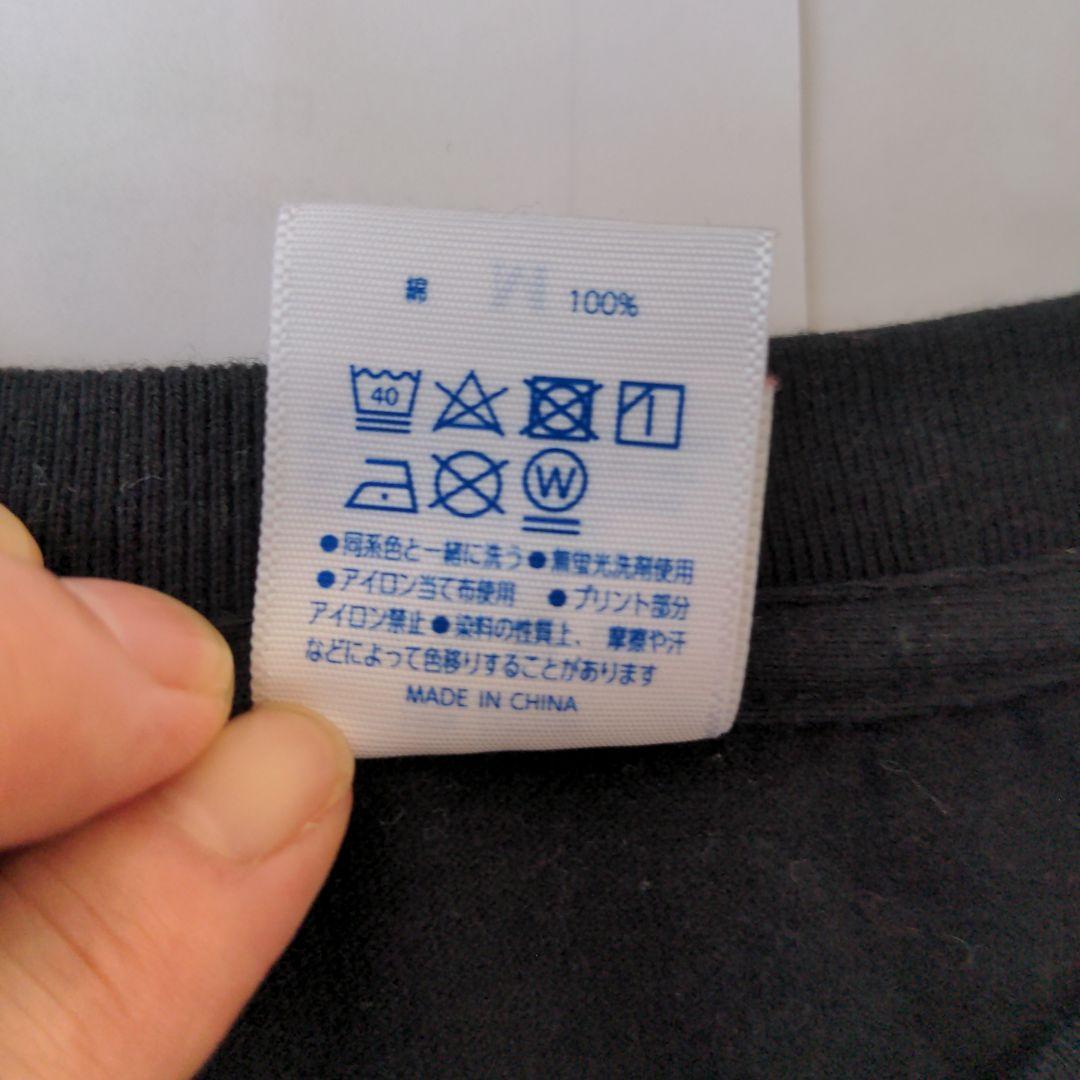 綿 100%
40
W
●同系色と一緒に洗う●無蛍光洗剤使用
●アイロン当て布使用 ●プリント部分
アイロン禁止●染料の性質上、摩擦や汗
などによって色移りすることがあります
MADE IN CHINA